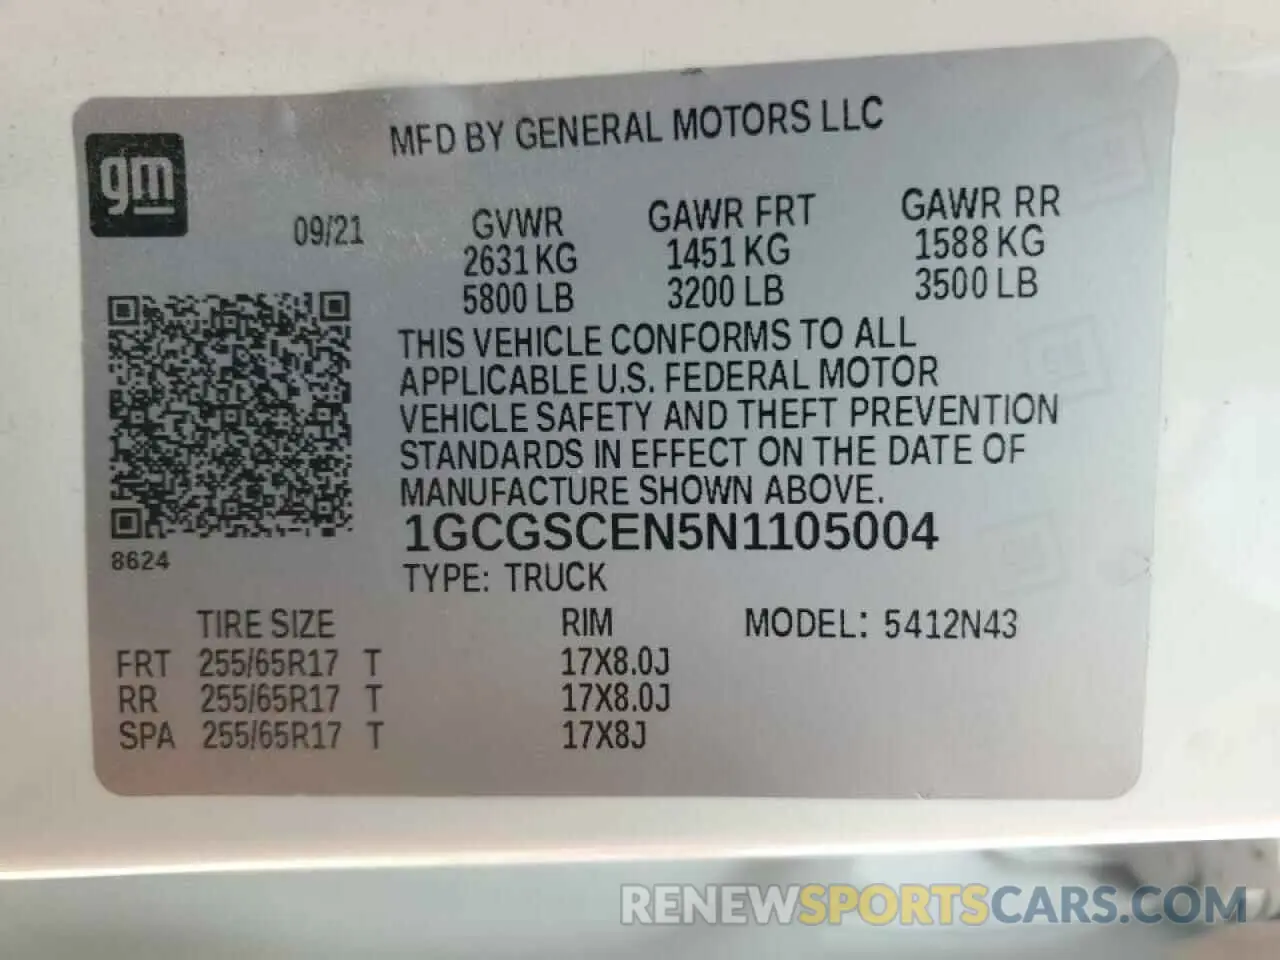 MFD BY GENERAL MOTORS LLC
gm
09/21
GVWR GAWR FRT GAWR RR
2631 KG 1451 KG 1588 KG
5800 LB 3200 LB 3500 LB
THIS VEHICLE CONFORMS TO ALL
APPLICABLE U.S. FEDERAL MOTOR
VEHICLE SAFETY AND THEFT PREVENTION
STANDARDS IN EFFECT ON THE DATE OF
MANUFACTURE SHOWN ABOVE.
1GCGSCEN5N1105004
8624
TYPE: TRUCK
TIRE SIZE RIM MODEL: 5412N43
FRT 255/65R17 T 17X8.0J
RR 255/65R17 T 17X8.0J
SPA 255/65R17 T 17X8J
RENEWSPORTSCARS.COM